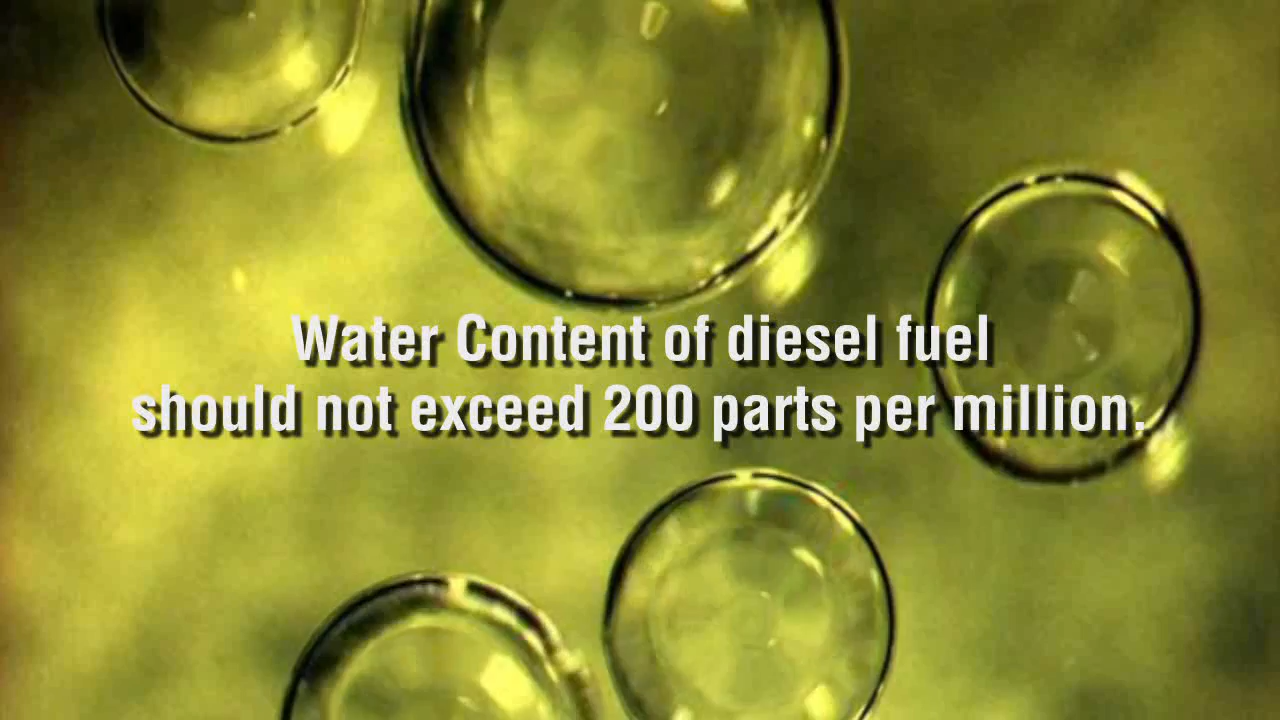 Water Content of diesel fuel
should not exceed 200 parts per million.